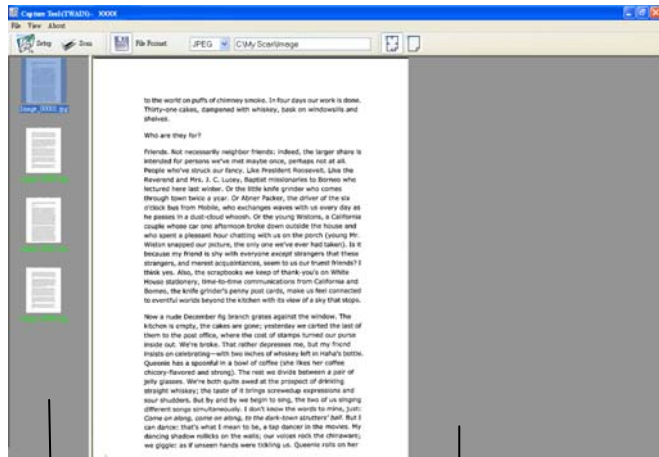 Capture Tool(TWAIN)- XXXX
File View About
Setup Scan File Format JPEG C:\My Scan\Image
Image_00001.jpg
to the world on puffs of chimney smoke. In four days our work is done.
Thirty-one cakes, dampened with whiskey, bask on windowsills and
shelves.
Who are they for?
Friends. Not necessarily neighbor friends: indeed, the larger share is
intended for persons we've met maybe once, perhaps not at all.
People who've struck our fancy. Like President Roosevelt. Like the
Reverend and Mrs. J. C. Lucey, Baptist missionaries to Borneo who
lectured here last winter. Or the little knife grinder who comes
through town twice a year. Or Abner Packer, the driver of the six
o'clock bus from Mobile, who exchanges waves with us every day as
he passes in a dust-cloud whoosh. Or the young Wistons, a California
couple whose car one afternoon broke down outside the house and
who spent a pleasant hour chatting with us on the porch (young Mr.
Wiston snapped our picture, the only one we've ever had taken). Is it
because my friend is shy with everyone except strangers that these
strangers, and merest acquaintances, seem to us our truest friends? I
think yes. Also, the scrapbooks we keep of thank-you's on White
House stationery, time-to-time communications from California and
Borneo, the knife grinder's penny post cards, make us feel connected
to eventful worlds beyond the kitchen with its view of a sky that stops.
Now a nude December fig branch grates against the window. The
kitchen is empty, the cakes are gone; yesterday we carted the last of
them to the post office, where the cost of stamps turned our purse
inside out. We're broke. That rather depresses me, but my friend
insists on celebrating—with two inches of whiskey left in Haha's bottle.
Queenie has a spoonful in a bowl of coffee (she likes her coffee
chicory-flavored and strong). The rest we divide between a pair of
jelly glasses. We're both quite awed at the prospect of drinking
straight whiskey; the taste of it brings screwedup expressions and
sour shudders. But by and by we begin to sing, the two of us singing
different songs simultaneously. I don't know the words to mine, just:
Come on along, come on along, to the dark-town strutters' ball. But I
can dance: that's what I mean to be, a tap dancer in the movies. My
dancing shadow rollicks on the walls; our voices rock the chinaware;
we giggle: as if unseen hands were tickling us. Queenie rolls on her